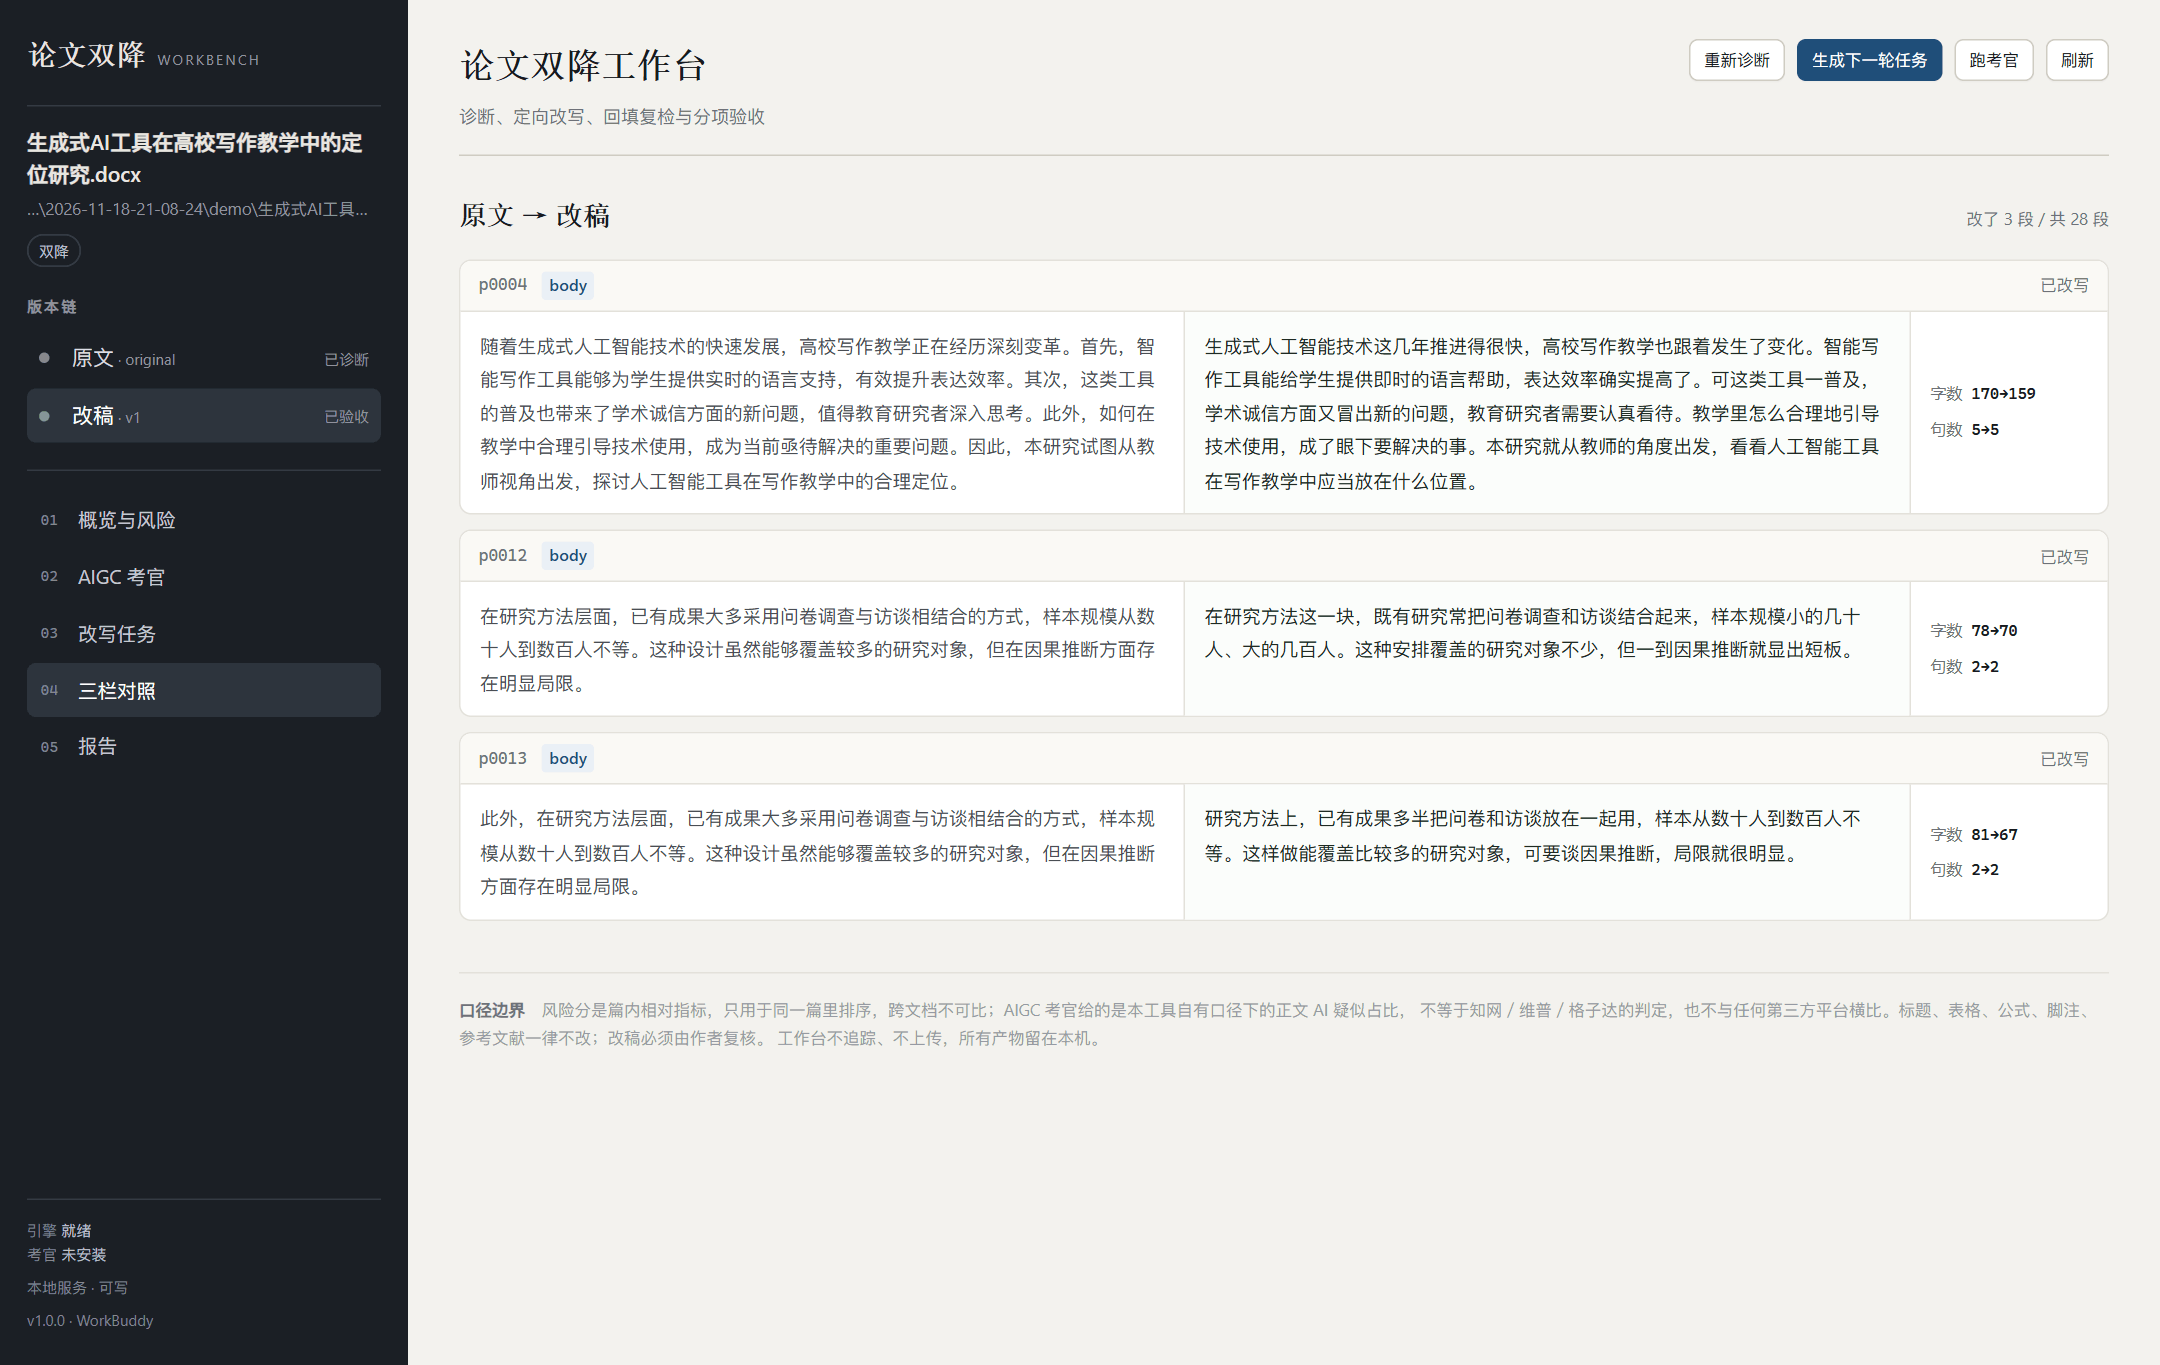 论文双降 WORKBENCH
生成式AI工具在高校写作教学中的定
位研究.docx
...\2026-11-18-21-08-24\demo\生成式AI工具...
双降
版本链
原文 · original 已诊断
改稿 · v1 已验收
01 概览与风险
02 AIGC 考官
03 改写任务
04 三栏对照
05 报告
引擎 就绪
考官 未安装
本地服务 · 可写
v1.0.0 · WorkBuddy
论文双降工作台
重新诊断 生成下一轮任务 跑考官 刷新
诊断、定向改写、回填复检与分项验收
原文 → 改稿
改了 3 段 / 共 28 段
p0004 body 已改写
随着生成式人工智能技术的快速发展，高校写作教学正在经历深刻变革。首先，智
能写作工具能够为学生提供实时的语言支持，有效提升表达效率。其次，这类工具
的普及也带来了学术诚信方面的新问题，值得教育研究者深入思考。此外，如何在
教学中合理引导技术使用，成为当前亟待解决的重要问题。因此，本研究试图从教
师视角出发，探讨人工智能工具在写作教学中的合理定位。
生成式人工智能技术这几年推进得很快，高校写作教学也跟着发生了变化。智能写
作工具能给学生提供即时的语言帮助，表达效率确实提高了。可这类工具一普及，
学术诚信方面又冒出新的问题，教育研究者需要认真看待。教学里怎么合理地引导
技术使用，成了眼下要解决的事。本研究就从教师的角度出发，看看人工智能工具
在写作教学中应当放在什么位置。
字数 170→159
句数 5→5
p0012 body 已改写
在研究方法层面，已有成果大多采用问卷调查与访谈相结合的方式，样本规模从数
十人到数百人不等。这种设计虽然能够覆盖较多的研究对象，但在因果推断方面存
在明显局限。
在研究方法这一块，既有研究常把问卷调查和访谈结合起来，样本规模小的几十
人、大的几百人。这种安排覆盖的研究对象不少，但一到因果推断就显出短板。
字数 78→70
句数 2→2
p0013 body 已改写
此外，在研究方法层面，已有成果大多采用问卷调查与访谈相结合的方式，样本规
模从数十人到数百人不等。这种设计虽然能够覆盖较多的研究对象，但在因果推断
方面存在明显局限。
研究方法上，已有成果多半把问卷和访谈放在一起用，样本从数十人到数百人不
等。这样做能覆盖比较多的研究对象，可要谈因果推断，局限就很明显。
字数 81→67
句数 2→2
口径边界 风险分是篇内相对指标，只用于同一篇里排序，跨文档不可比；AIGC 考官给的是本工具自有口径下的正文 AI 疑似占比， 不等于知网 / 维普 / 格子达的判定，也不与任何第三方平台横比。标题、表格、公式、脚注、
参考文献一律不改；改稿必须由作者复核。 工作台不追踪、不上传，所有产物留在本机。